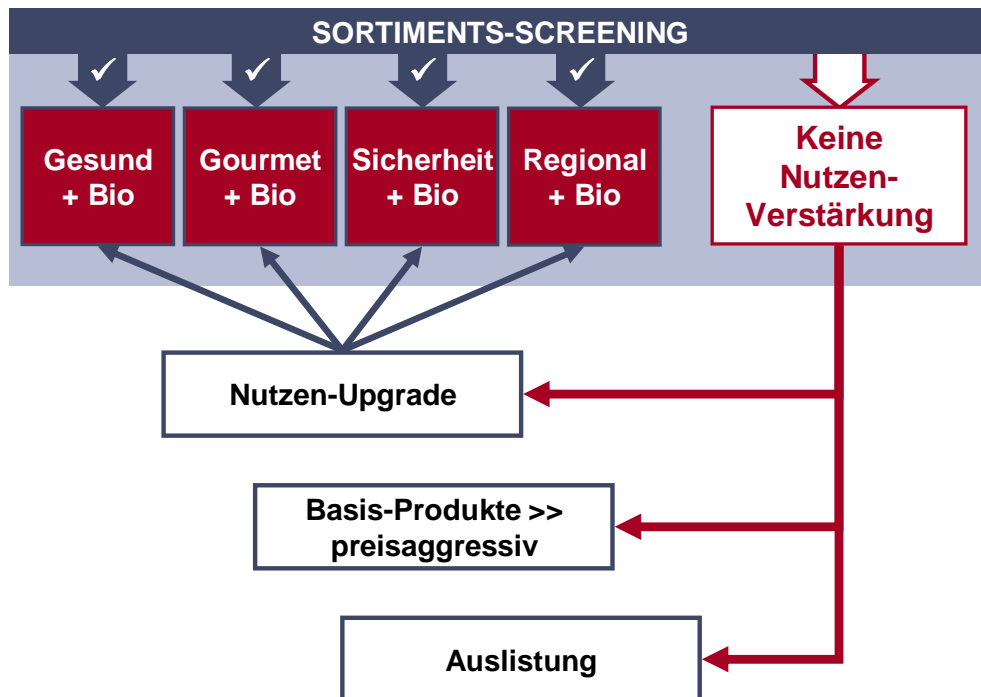 SORTIMENTS-SCREENING
Gesund
+ Bio
Gourmet
+ Bio
Sicherheit
+ Bio
Regional
+ Bio
Keine
Nutzen-
Verstärkung
Nutzen-Upgrade
Basis-Produkte >>
preisaggressiv
Auslistung